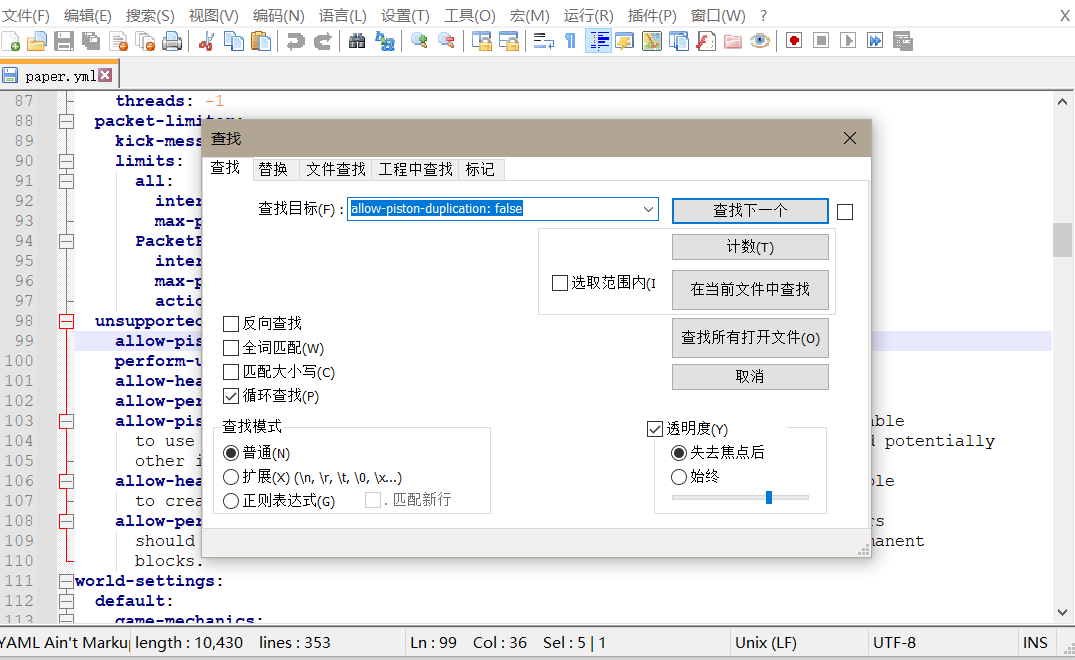 文件(F) 编辑(E) 搜索(S) 视图(V) 编码(N) 语言(L) 设置(T) 工具(O) 宏(M) 运行(R) 插件(P) 窗口(W) ? X
paper.yml
87 threads: -1
88 packet-limiter:
89 kick-mess
90 limits:
91 all:
92 inter
93 max-p
94 PacketP
95 inter
96 max-p
97 actio
98 unsupported
99 allow-pis
100 perform-u
101 allow-hea
102 allow-per
103 allow-pis ble
104 to use d potentially
105 other i
106 allow-hea le
107 to crea
108 allow-per s
109 should manent
110 blocks.
111 world-settings:
112 default:
113 game-mechanics:
查找
查找 替换 文件查找 工程中查找 标记
查找目标(F) : allow-piston-duplication: false
查找下一个
计数(T)
选取范围内(I
在当前文件中查找
查找所有打开文件(O)
取消
反向查找
全词匹配(W)
匹配大小写(C)
循环查找(P)
查找模式
普通(N)
扩展(X) (\n, \r, \t, \0, \x...)
正则表达式(G) . 匹配新行
透明度(Y)
失去焦点后
始终
YAML Ain't Marku length : 10,430 lines : 353 Ln : 99 Col : 36 Sel : 5 | 1 Unix (LF) UTF-8 INS